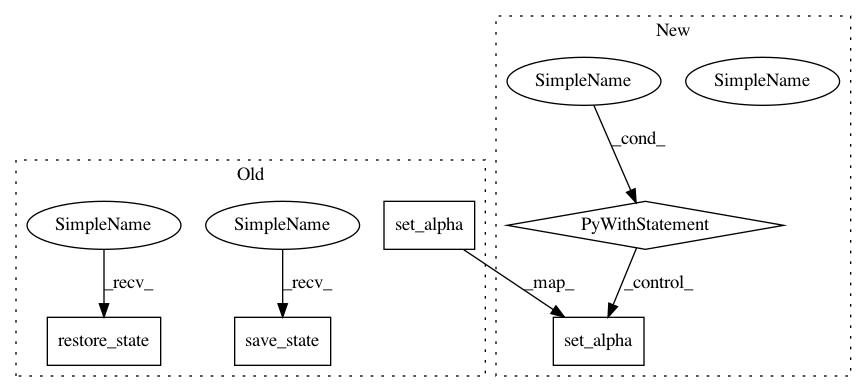 New
SimpleName
SimpleName
_cond_
Old
SimpleName
SimpleName
set_alpha
PyWithStatement
_recv_
_recv_
_map_
_control_
restore_state
save_state
set_alpha